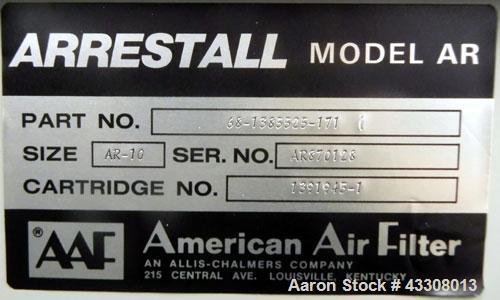 ARRESTALL MODEL AR
PART NO. 68-1385525-171
SIZE AR-10 SER. NO. AR870128
CARTRIDGE NO. 1391945-1
® AAF American Air Filter
AN ALLIS-CHALMERS COMPANY
215 CENTRAL AVE. LOUISVILLE, KENTUCKY
Aaron Stock # 43308013